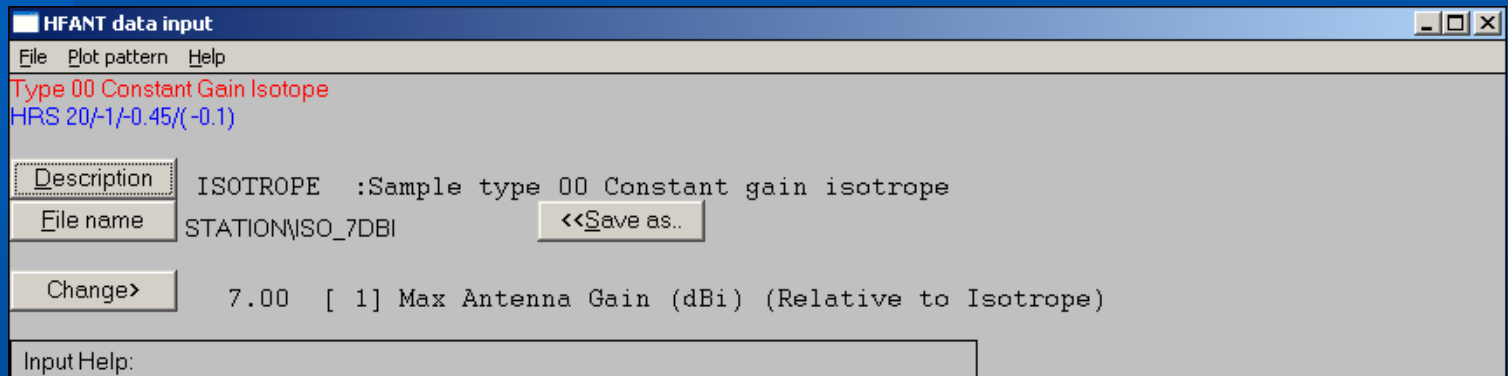 HFANT data input
File Plot pattern Help
Type 00 Constant Gain Isotope
HRS 20/-1/-0.45/( -0.1)
Description ISOTROPE :Sample type 00 Constant gain isotrope
File name STATION\ISO_7DBI <<Save as..
Change> 7.00 [ 1] Max Antenna Gain (dBi) (Relative to Isotrope)
Input Help: